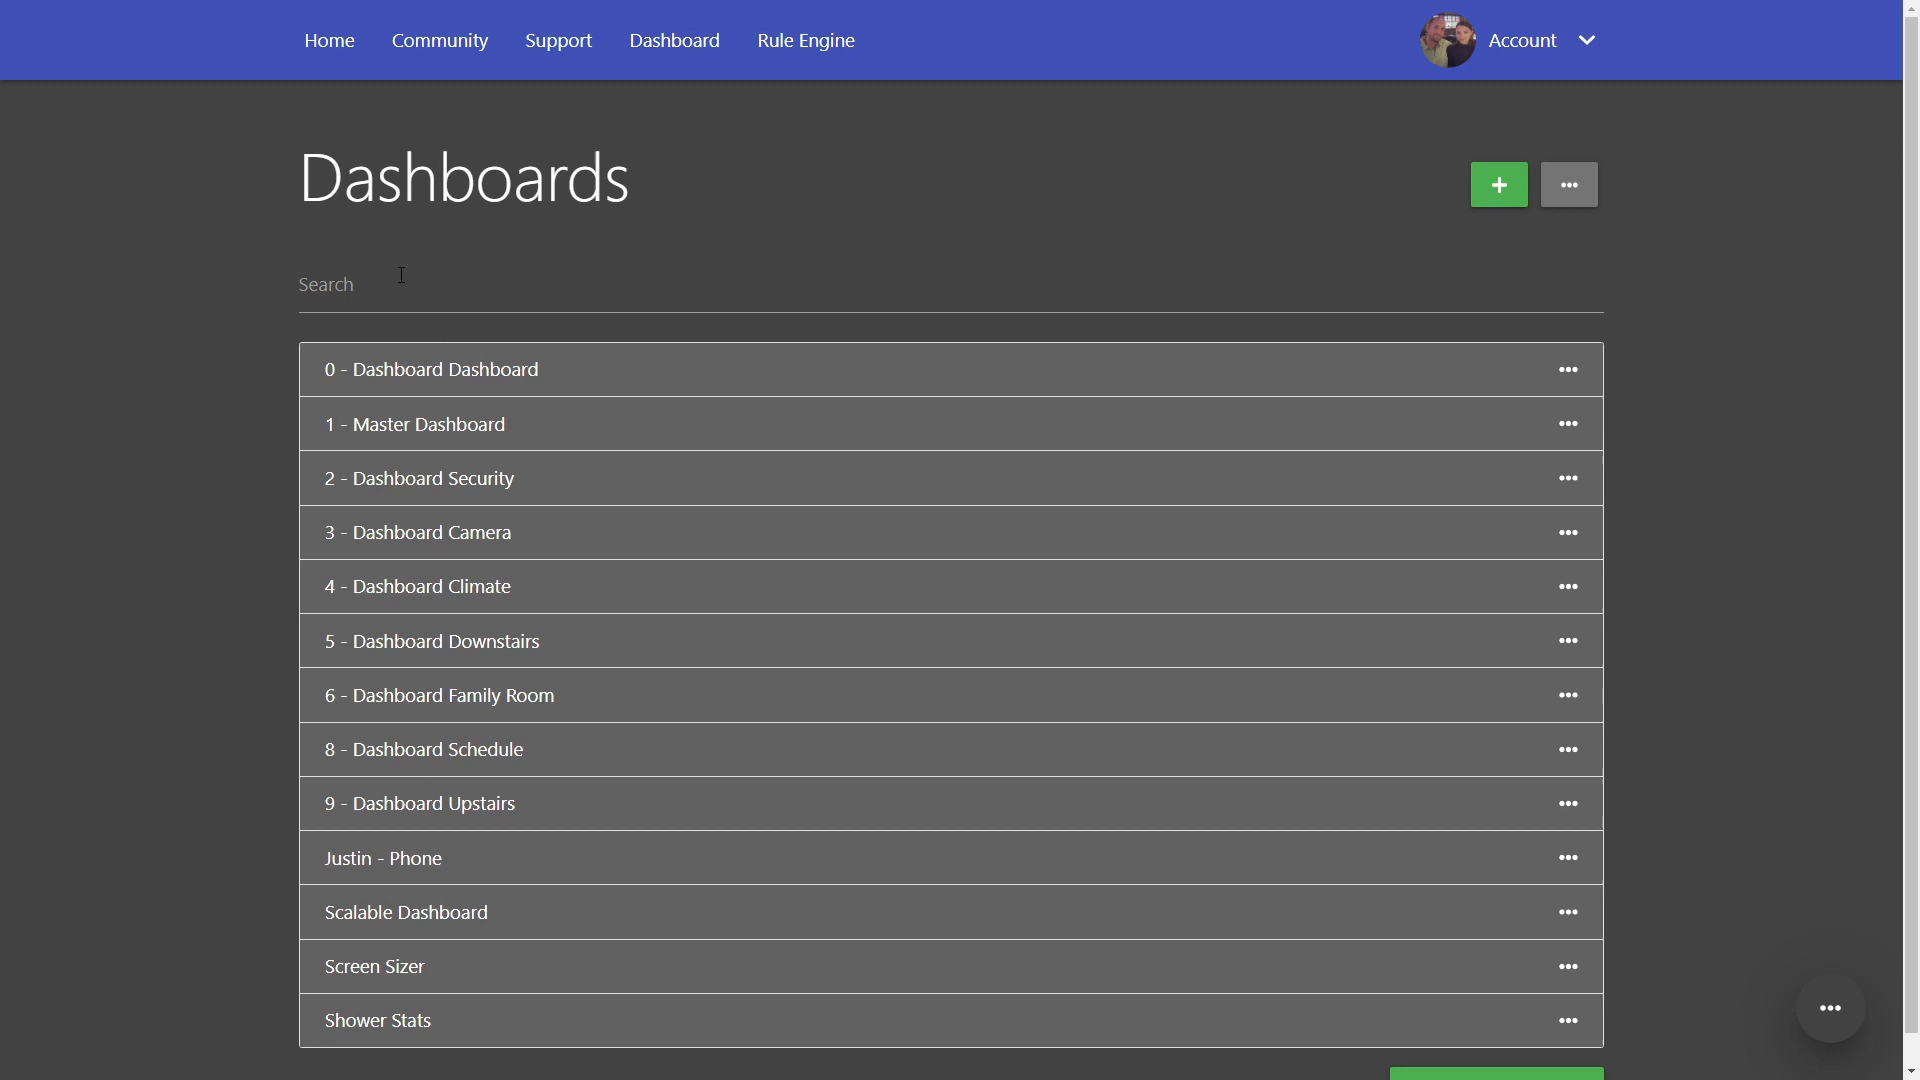 Home Community Support Dashboard Rule Engine Account
Dashboards
Search
0 - Dashboard Dashboard
1 - Master Dashboard
2 - Dashboard Security
3 - Dashboard Camera
4 - Dashboard Climate
5 - Dashboard Downstairs
6 - Dashboard Family Room
8 - Dashboard Schedule
9 - Dashboard Upstairs
Justin - Phone
Scalable Dashboard
Screen Sizer
Shower Stats